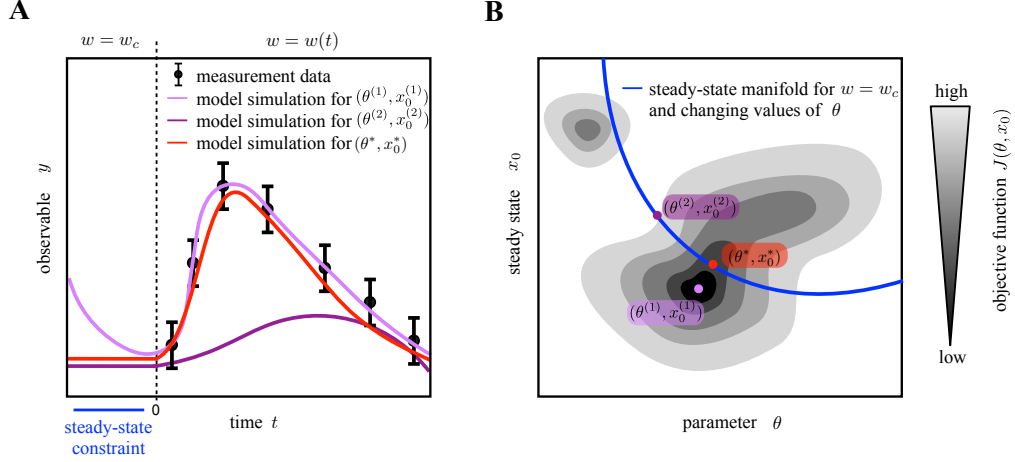 A
w = w_c
w = w(t)
measurement data
model simulation for (θ^(1), x_0^(1))
model simulation for (θ^(2), x_0^(2))
model simulation for (θ*, x_0*)
observable y
0
time t
steady-state
constraint
B
steady-state manifold for w = w_c
and changing values of θ
(θ^(2), x_0^(2))
(θ*, x_0*)
(θ^(1), x_0^(1))
steady state x_0
parameter θ
high
low
objective function J(θ, x_0)